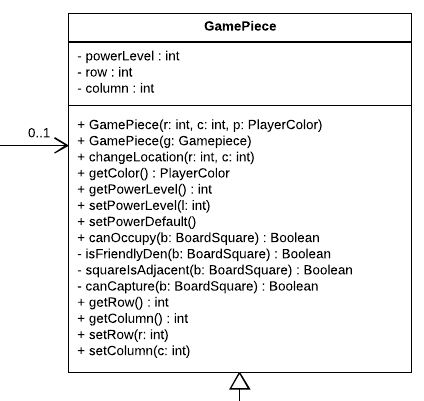 GamePiece
- powerLevel : int
- row : int
- column : int
0..1
+ GamePiece(r: int, c: int, p: PlayerColor)
+ GamePiece(g: Gamepiece)
+ changeLocation(r: int, c: int)
+ getColor() : PlayerColor
+ getPowerLevel() : int
+ setPowerLevel(l: int)
+ setPowerDefault()
+ canOccupy(b: BoardSquare) : Boolean
- isFriendlyDen(b: BoardSquare) : Boolean
- squareIsAdjacent(b: BoardSquare) : Boolean
- canCapture(b: BoardSquare) : Boolean
+ getRow() : int
+ getColumn() : int
+ setRow(r: int)
+ setColumn(c: int)